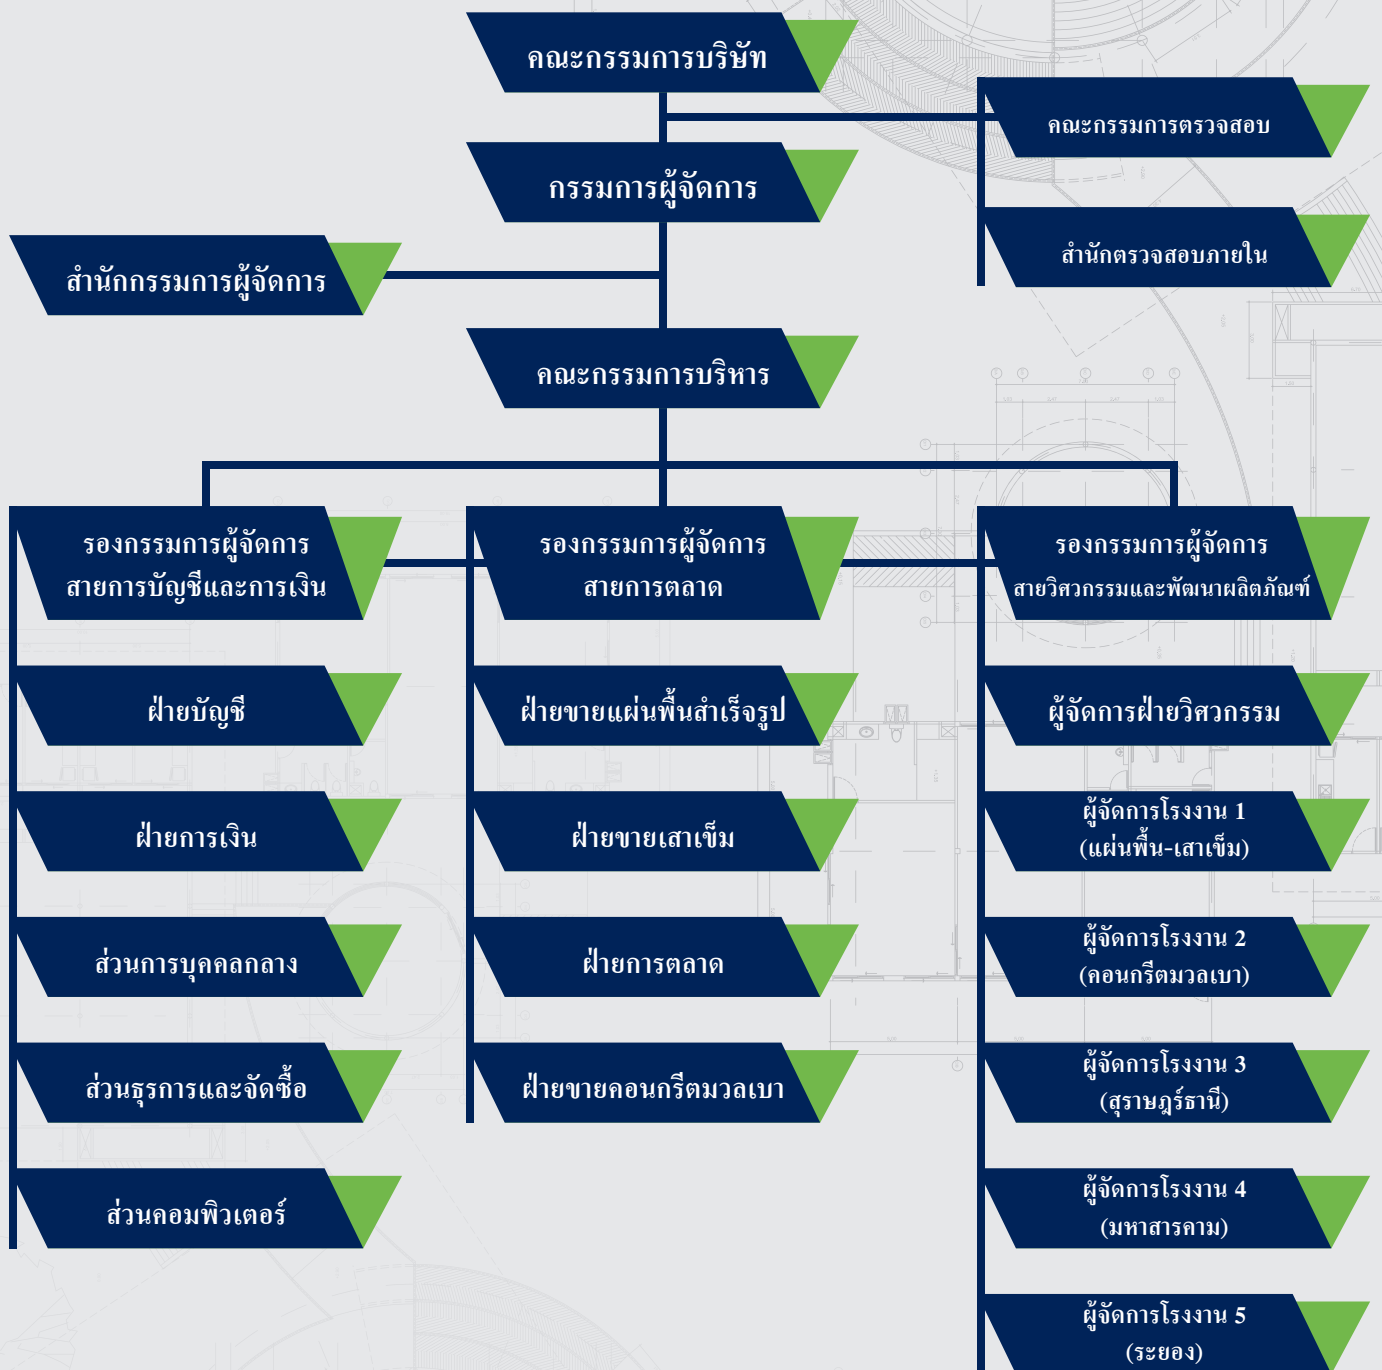 คณะกรรมการบริษัท
คณะกรรมการตรวจสอบ
กรรมการผู้จัดการ
สำนักตรวจสอบภายใน
สำนักกรรมการผู้จัดการ
คณะกรรมการบริหาร
รองกรรมการผู้จัดการ
สายการบัญชีและการเงิน
รองกรรมการผู้จัดการ
สายการตลาด
รองกรรมการผู้จัดการ
สายวิศวกรรมและพัฒนาผลิตภัณฑ์
ฝ่ายบัญชี
ฝ่ายขายแผ่นพื้นสำเร็จรูป
ผู้จัดการฝ่ายวิศวกรรม
ฝ่ายการเงิน
ฝ่ายขายเสาเข็ม
ผู้จัดการโรงงาน 1
(แผ่นพื้น-เสาเข็ม)
ส่วนการบุคคลกลาง
ฝ่ายการตลาด
ผู้จัดการโรงงาน 2
(คอนกรีตมวลเบา)
ส่วนธุรการและจัดซื้อ
ฝ่ายขายคอนกรีตมวลเบา
ผู้จัดการโรงงาน 3
(สุราษฎร์ธานี)
ส่วนคอมพิวเตอร์
ผู้จัดการโรงงาน 4
(มหาสารคาม)
ผู้จัดการโรงงาน 5
(ระยอง)